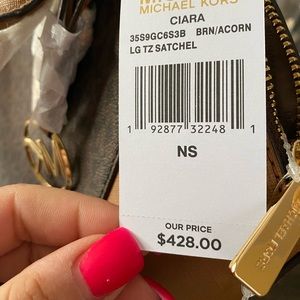 MICHAEL KORS
CIARA
35S9GC6S3B BRN/ACORN
LG TZ SATCHEL
1 92877 32248 1
NS
OUR PRICE
$428.00